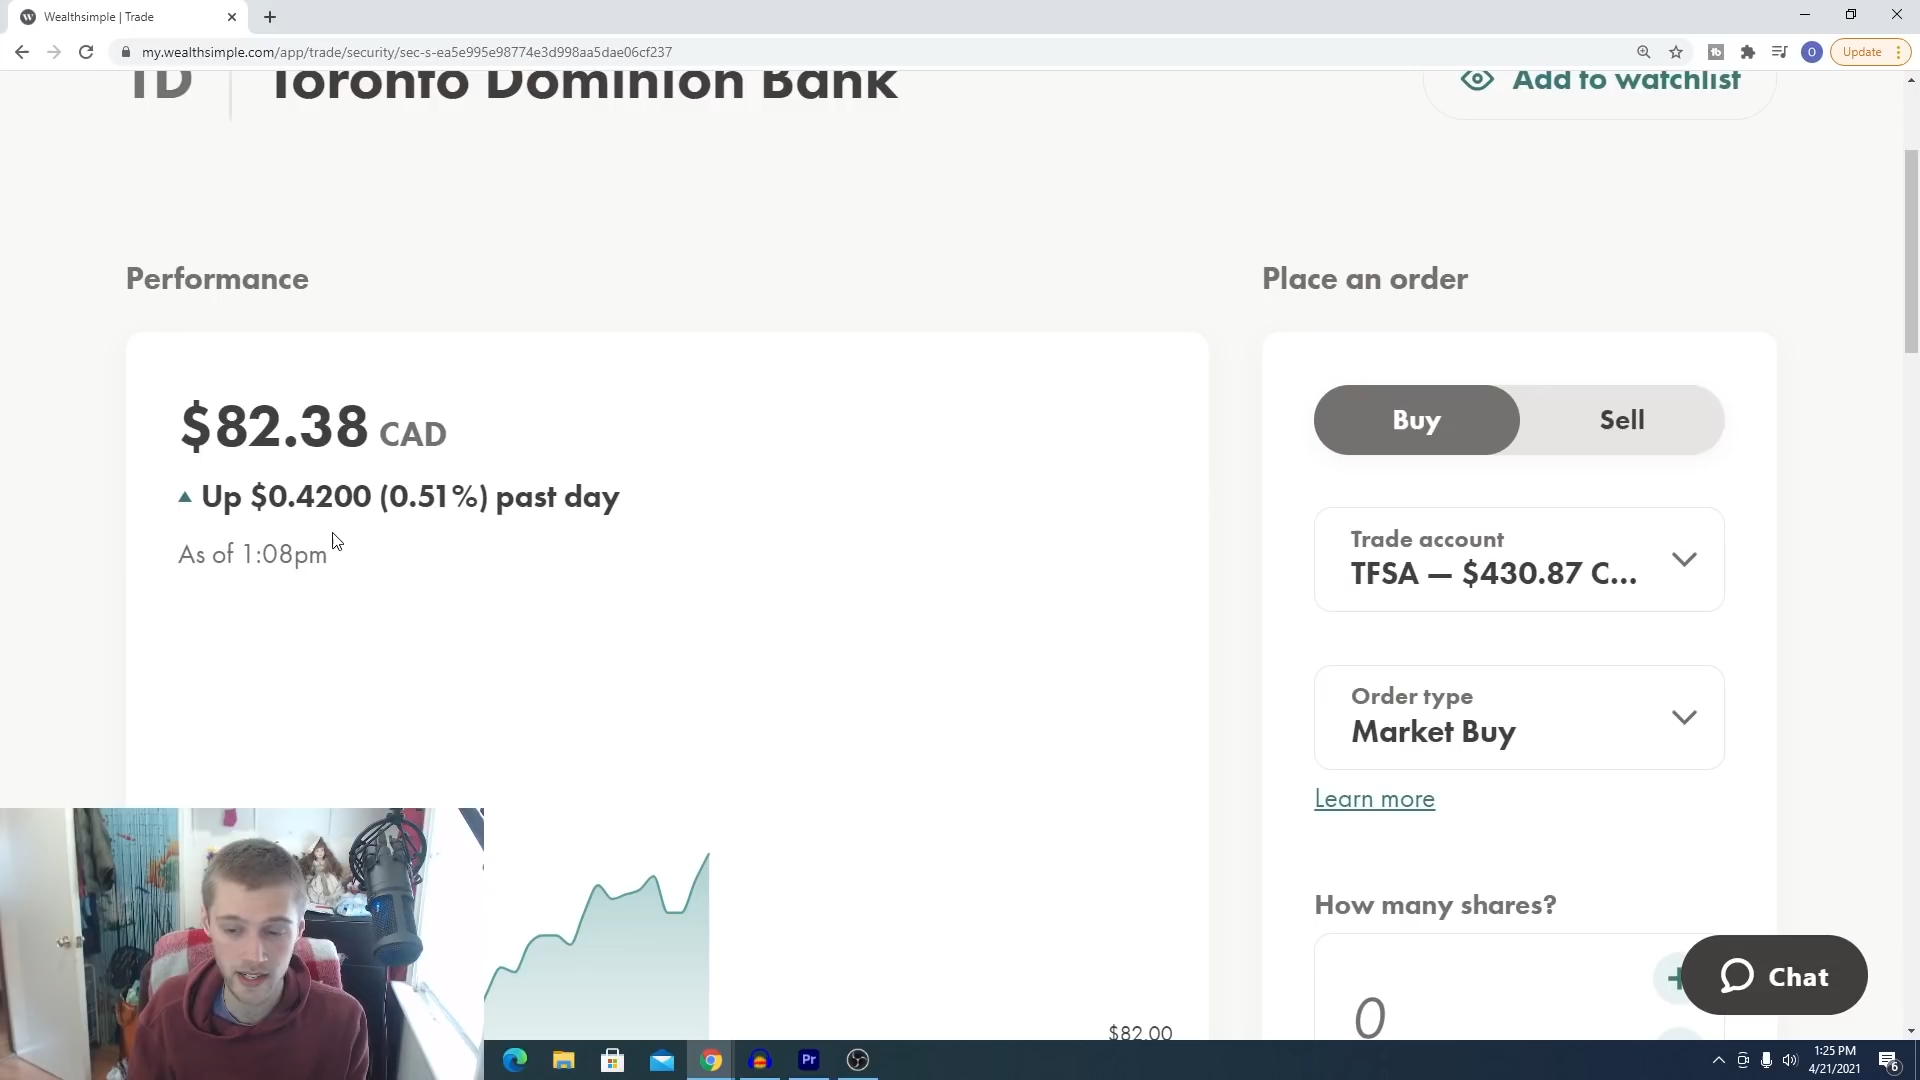 Wealthsimple | Trade
my.wealthsimple.com/app/trade/security/sec-s-ea5e995e98774e3d998aa5dae06cf237
Update
TD
Toronto Dominion Bank
Add to watchlist
Performance
Place an order
$82.38 CAD
Up $0.4200 (0.51%) past day
As of 1:08pm
Buy
Sell
Trade account
TFSA — $430.87 C...
Order type
Market Buy
Learn more
How many shares?
0
Chat
$82.00
Pr
1:25 PM
4/21/2021
6